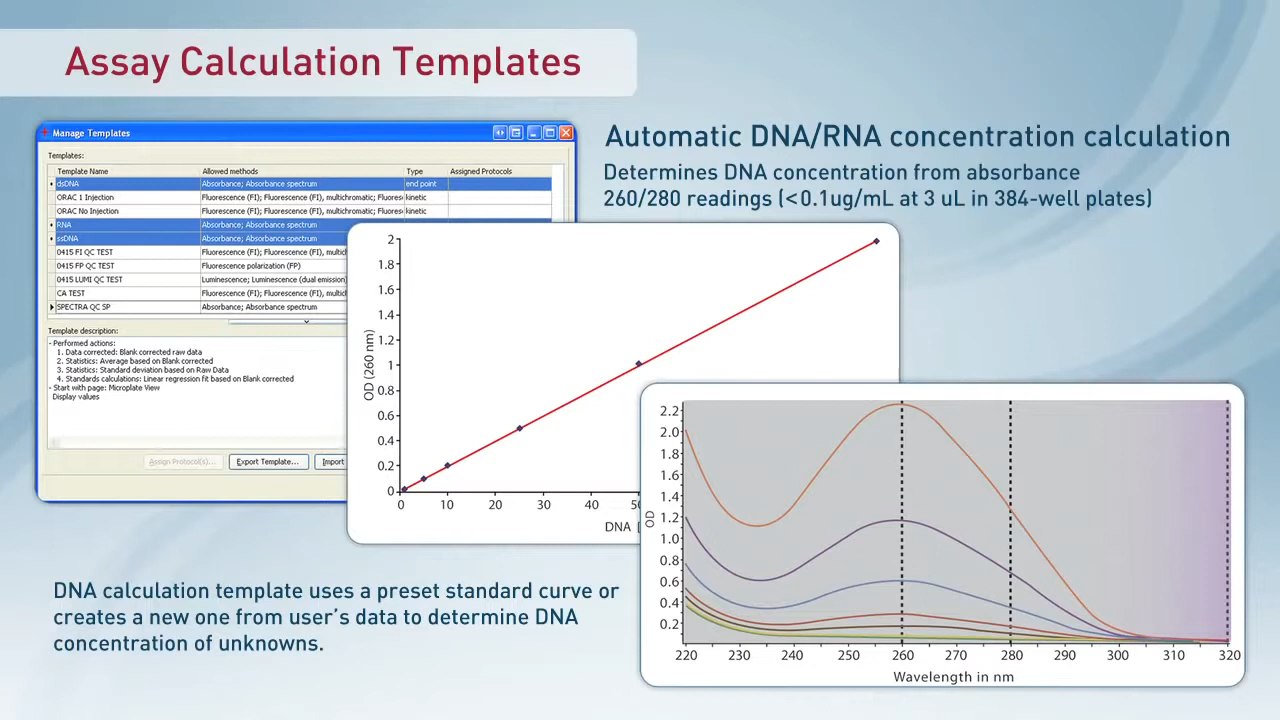 Assay Calculation Templates
Manage Templates
Templates:
Template Name Allowed methods Type Assigned Protocols
dsDNA Absorbance; Absorbance spectrum end point
ORAC 1 Injection Fluorescence (FI); Fluorescence (FI), multichromatic; Fluores kinetic
ORAC No Injection Fluorescence (FI); Fluorescence (FI), multichromatic; Fluores kinetic
RNA Absorbance; Absorbance spectrum
ssDNA Absorbance; Absorbance spectrum
0415 FI QC TEST Fluorescence (FI); Fluorescence (FI), multich
0415 FP QC TEST Fluorescence polarization (FP)
0415 LUMI QC TEST Luminescence; Luminescence (dual emission)
CA TEST Fluorescence (FI); Fluorescence (FI), multich
SPECTRA QC SP Absorbance; Absorbance spectrum
Template description:
- Performed actions:
1. Data corrected: Blank corrected raw data
2. Statistics: Average based on Blank corrected
3. Statistics: Standard deviation based on Raw Data
4. Standards calculations: Linear regression fit based on Blank corrected
- Start with page: Microplate View
Display values
Assign Protocol(s)... Export Template... Import
Automatic DNA/RNA concentration calculation
Determines DNA concentration from absorbance
260/280 readings (<0.1ug/mL at 3 uL in 384-well plates)
2
1.8
1.6
1.4
1.2
1
0.8
0.6
0.4
0.2
0
OD (260 nm)
0 10 20 30 40 50
DNA [
2.2
2.0
1.8
1.6
1.4
1.2
1.0
0.8
0.6
0.4
0.2
OD
220 230 240 250 260 270 280 290 300 310 320
Wavelength in nm
DNA calculation template uses a preset standard curve or
creates a new one from user's data to determine DNA
concentration of unknowns.